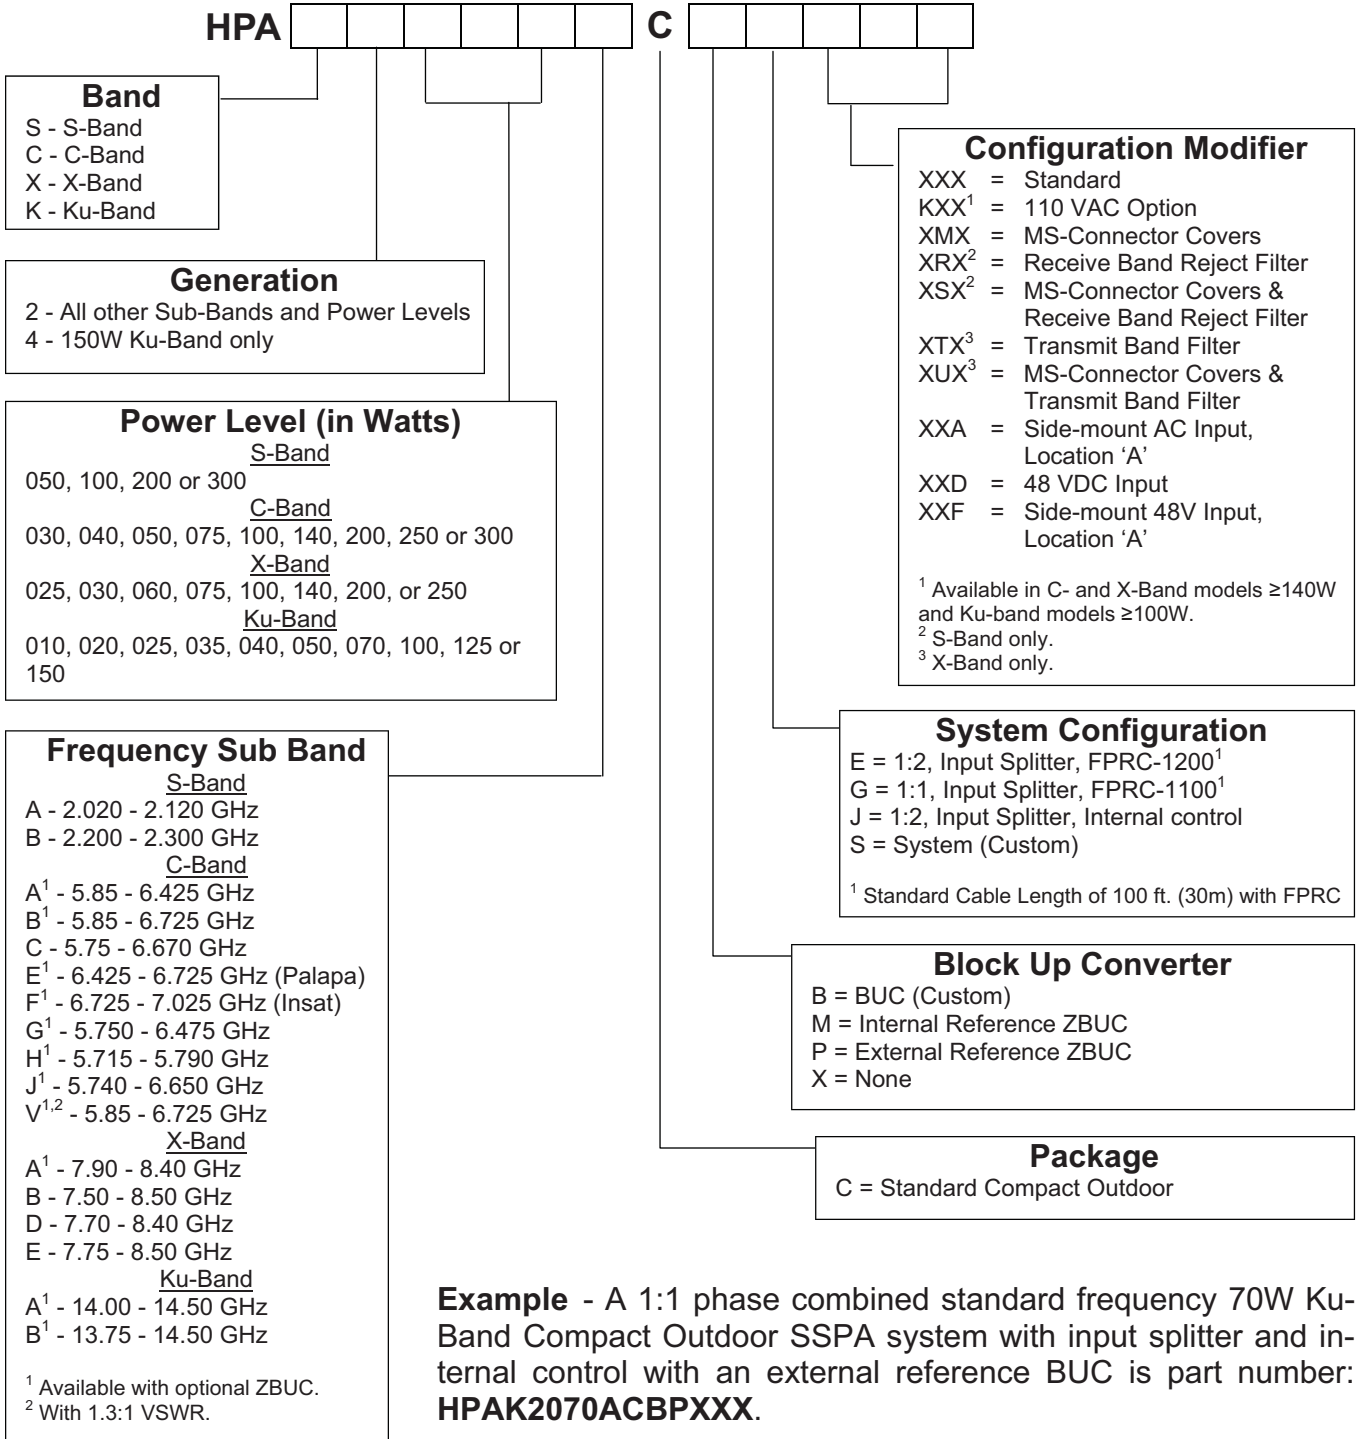 HPA C
Band
S - S-Band
C - C-Band
X - X-Band
K - Ku-Band
Generation
2 - All other Sub-Bands and Power Levels
4 - 150W Ku-Band only
Power Level (in Watts)
S-Band
050, 100, 200 or 300
C-Band
030, 040, 050, 075, 100, 140, 200, 250 or 300
X-Band
025, 030, 060, 075, 100, 140, 200, or 250
Ku-Band
010, 020, 025, 035, 040, 050, 070, 100, 125 or
150
Frequency Sub Band
S-Band
A - 2.020 - 2.120 GHz
B - 2.200 - 2.300 GHz
C-Band
A¹ - 5.85 - 6.425 GHz
B¹ - 5.85 - 6.725 GHz
C - 5.75 - 6.670 GHz
E¹ - 6.425 - 6.725 GHz (Palapa)
F¹ - 6.725 - 7.025 GHz (Insat)
G¹ - 5.750 - 6.475 GHz
H¹ - 5.715 - 5.790 GHz
J¹ - 5.740 - 6.650 GHz
V¹,² - 5.85 - 6.725 GHz
X-Band
A¹ - 7.90 - 8.40 GHz
B - 7.50 - 8.50 GHz
D - 7.70 - 8.40 GHz
E - 7.75 - 8.50 GHz
Ku-Band
A¹ - 14.00 - 14.50 GHz
B¹ - 13.75 - 14.50 GHz
¹ Available with optional ZBUC.
² With 1.3:1 VSWR.
Configuration Modifier
XXX = Standard
KXX¹ = 110 VAC Option
XMX = MS-Connector Covers
XRX² = Receive Band Reject Filter
XSX² = MS-Connector Covers &
Receive Band Reject Filter
XTX³ = Transmit Band Filter
XUX³ = MS-Connector Covers &
Transmit Band Filter
XXA = Side-mount AC Input,
Location ‘A’
XXD = 48 VDC Input
XXF = Side-mount 48V Input,
Location ‘A’
¹ Available in C- and X-Band models ≥140W
and Ku-band models ≥100W.
² S-Band only.
³ X-Band only.
System Configuration
E = 1:2, Input Splitter, FPRC-1200¹
G = 1:1, Input Splitter, FPRC-1100¹
J = 1:2, Input Splitter, Internal control
S = System (Custom)
¹ Standard Cable Length of 100 ft. (30m) with FPRC
Block Up Converter
B = BUC (Custom)
M = Internal Reference ZBUC
P = External Reference ZBUC
X = None
Package
C = Standard Compact Outdoor
Example - A 1:1 phase combined standard frequency 70W Ku-
Band Compact Outdoor SSPA system with input splitter and in-
ternal control with an external reference BUC is part number:
HPAK2070ACBPXXX.